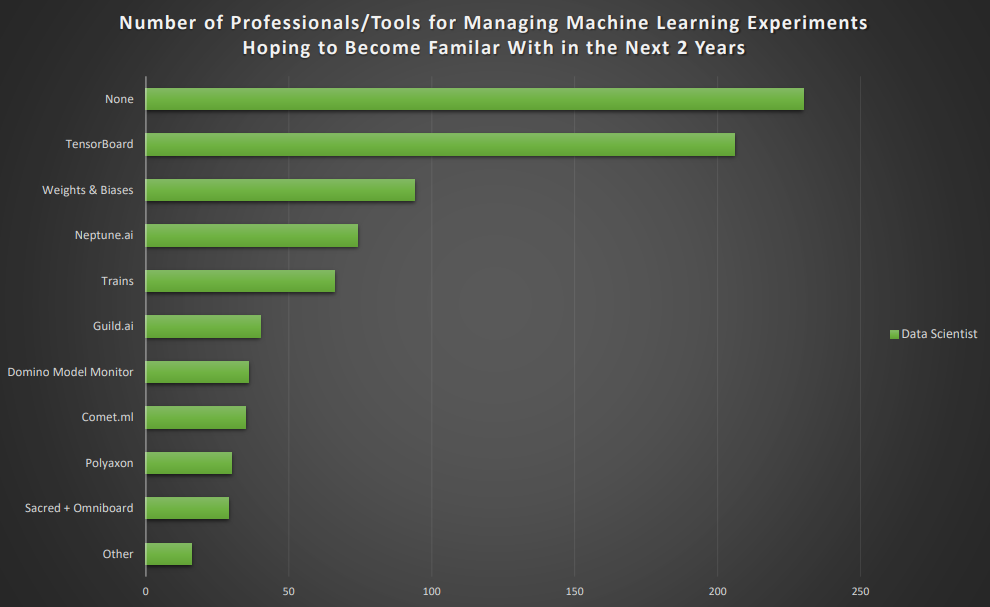 Number of Professionals/Tools for Managing Machine Learning Experiments
Hoping to Become Familar With in the Next 2 Years
None
TensorBoard
Weights & Biases
Neptune.ai
Trains
Guild.ai
Domino Model Monitor
Comet.ml
Polyaxon
Sacred + Omniboard
Other
0 50 100 150 200 250
Data Scientist